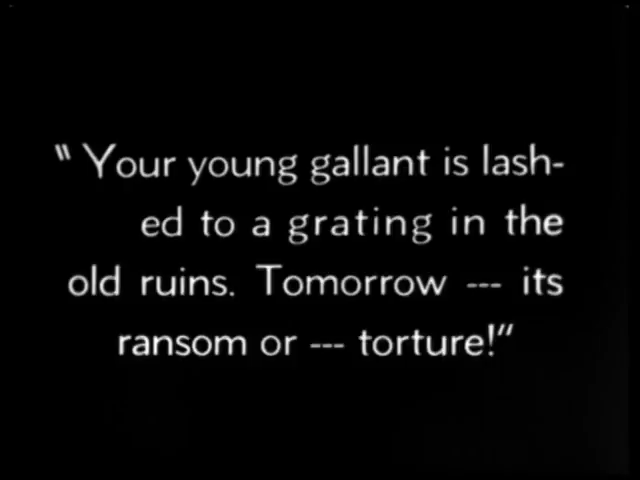 "Your young gallant is lash-
ed to a grating in the
old ruins. Tomorrow --- its
ransom or --- torture!"